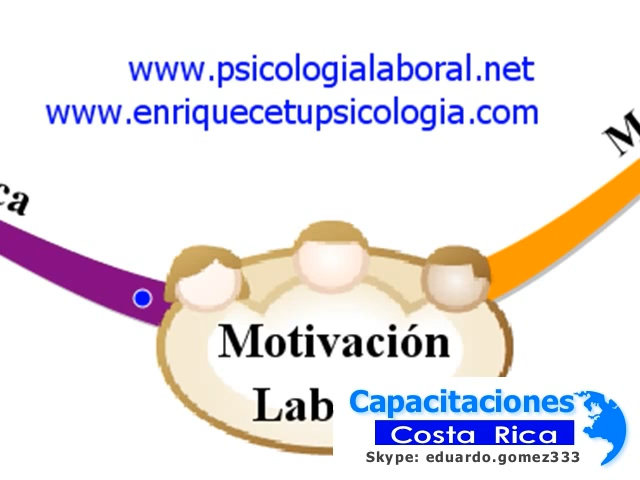 www.psicologialaboral.net
www.enriquecetupsicologia.com
Motivación
Capacitaciones
Costa Rica
Skype: eduardo.gomez333